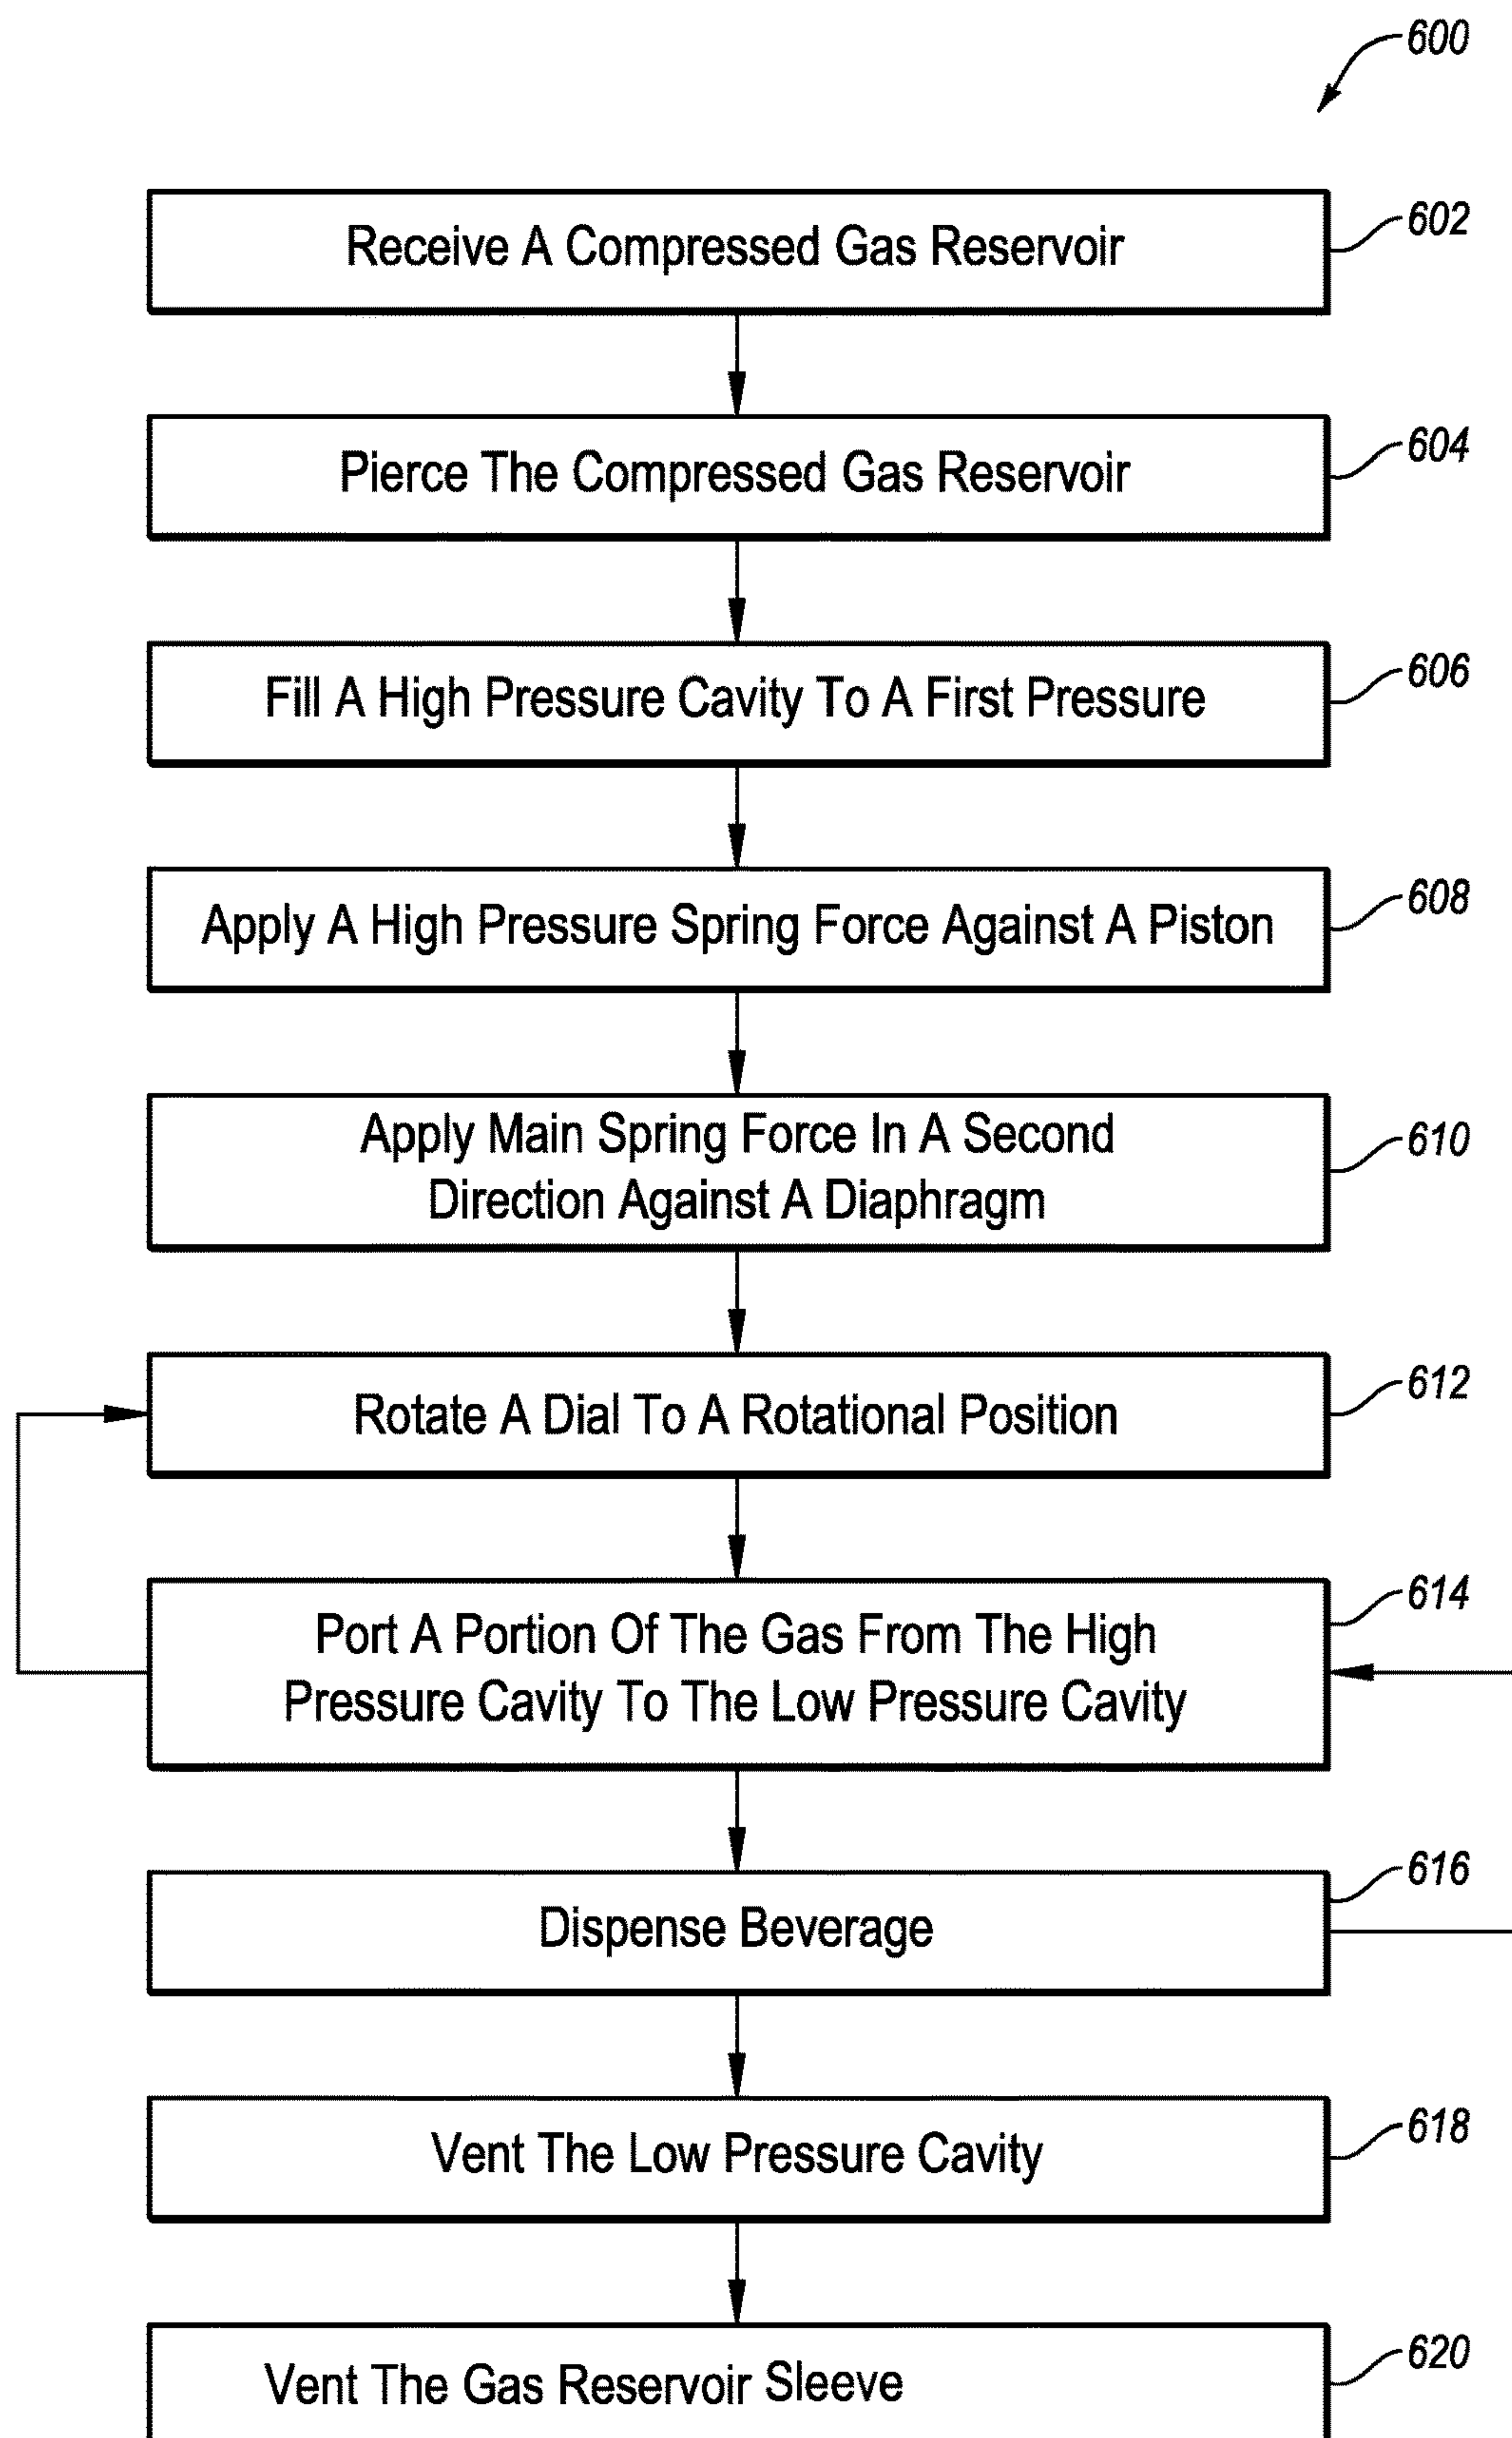 600
Receive A Compressed Gas Reservoir
602
Pierce The Compressed Gas Reservoir
604
Fill A High Pressure Cavity To A First Pressure
606
Apply A High Pressure Spring Force Against A Piston
608
Apply Main Spring Force In A Second
Direction Against A Diaphragm
610
Rotate A Dial To A Rotational Position
612
Port A Portion Of The Gas From The High
Pressure Cavity To The Low Pressure Cavity
614
Dispense Beverage
616
Vent The Low Pressure Cavity
618
Vent The Gas Reservoir Sleeve
620